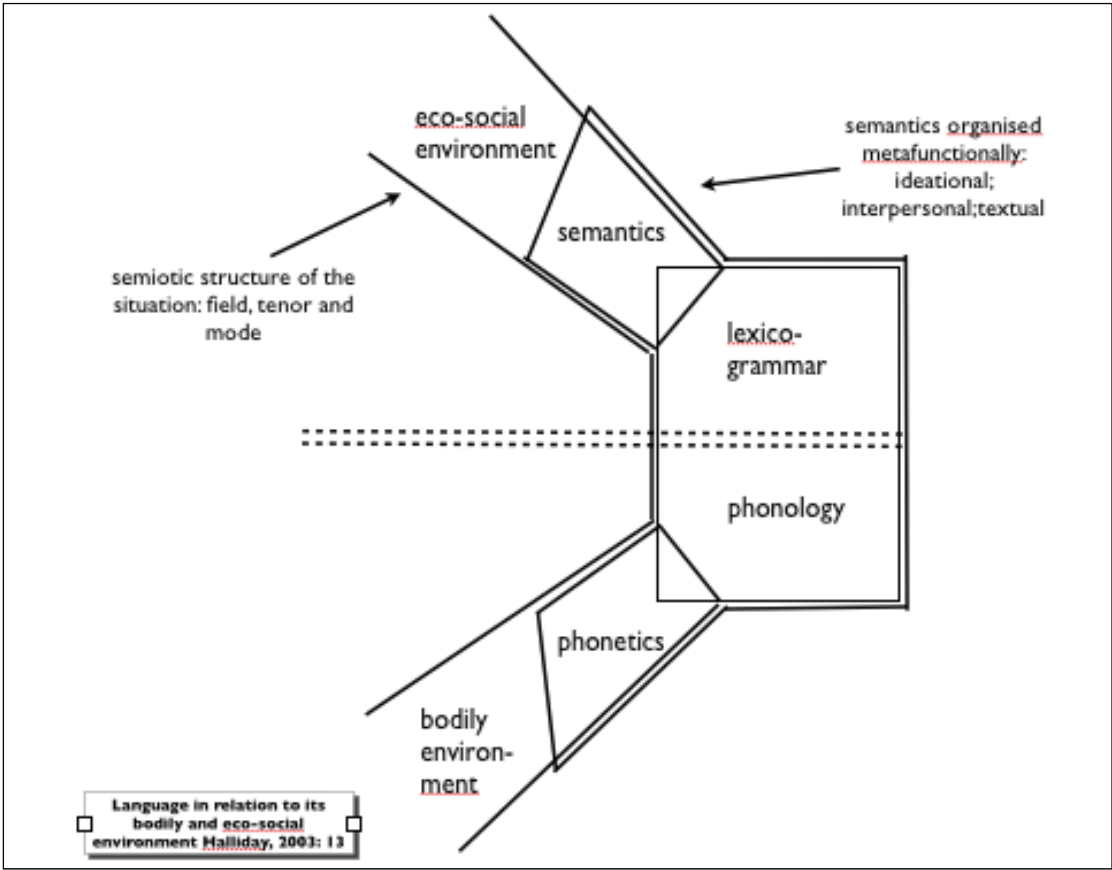 eco-social
environment
semantics organised
metafunctionally:
ideational;
interpersonal;textual
semantics
semiotic structure of the
situation: field, tenor and
mode
lexico-
grammar
phonology
phonetics
bodily
environ-
ment
Language in relation to its
bodily and eco-social
environment Halliday, 2003: 13